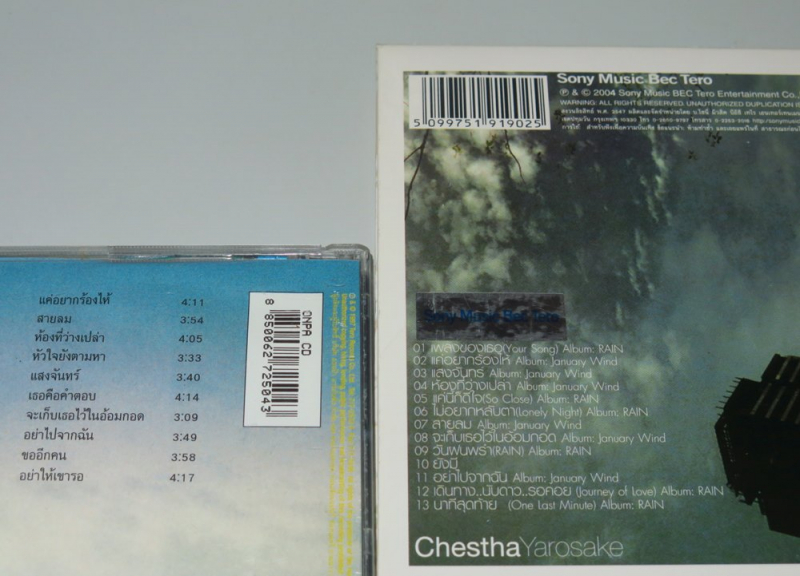 แค่อยากร้องไห้ 4:11
สายลม 3:54
ห้องที่ว่างเปล่า 4:05
หัวใจยังตามหา 3:33
แสงจันทร์ 3:40
เธอคือคำตอบ 4:14
จะเก็บเธอไว้ในอ้อมกอด 3:09
อย่าไปจากฉัน 3:49
ขออีกคน 3:58
อย่าให้เขารอ 4:17
ONPA CD
8 850062 725043
5 099751 919025
Sony Music Bec Tero
℗ & © 2004 Sony Music BEC Tero Entertainment Co.,
WARNING: ALL RIGHTS RESERVED. UNAUTHORIZED DUPLICATION IS
Sony Music Bec Tero
01 เพลงของเธอ(Your Song) Album: RAIN
02 แค่อยากร้องไห้ Album: January Wind
03 แสงจันทร์ Album: January Wind
04 ห้องที่ว่างเปล่า Album: January Wind
05 แค่นี้ก็ดีใจ(So Close) Album: RAIN
06 ไม่อยากหลับตา(Lonely Night) Album: RAIN
07 สายลม Album: January Wind
08 จะเก็บเธอไว้ในอ้อมกอด Album: January Wind
09 วันฝนพรำ(RAIN) Album: RAIN
10 ยังมี
11 อย่าไปจากฉัน Album: January Wind
12 เดินทาง..นับดาว..รอคอย (Journey of Love) Album: RAIN
13 นาทีสุดท้าย (One Last Minute) Album: RAIN
ChesthaYarosake